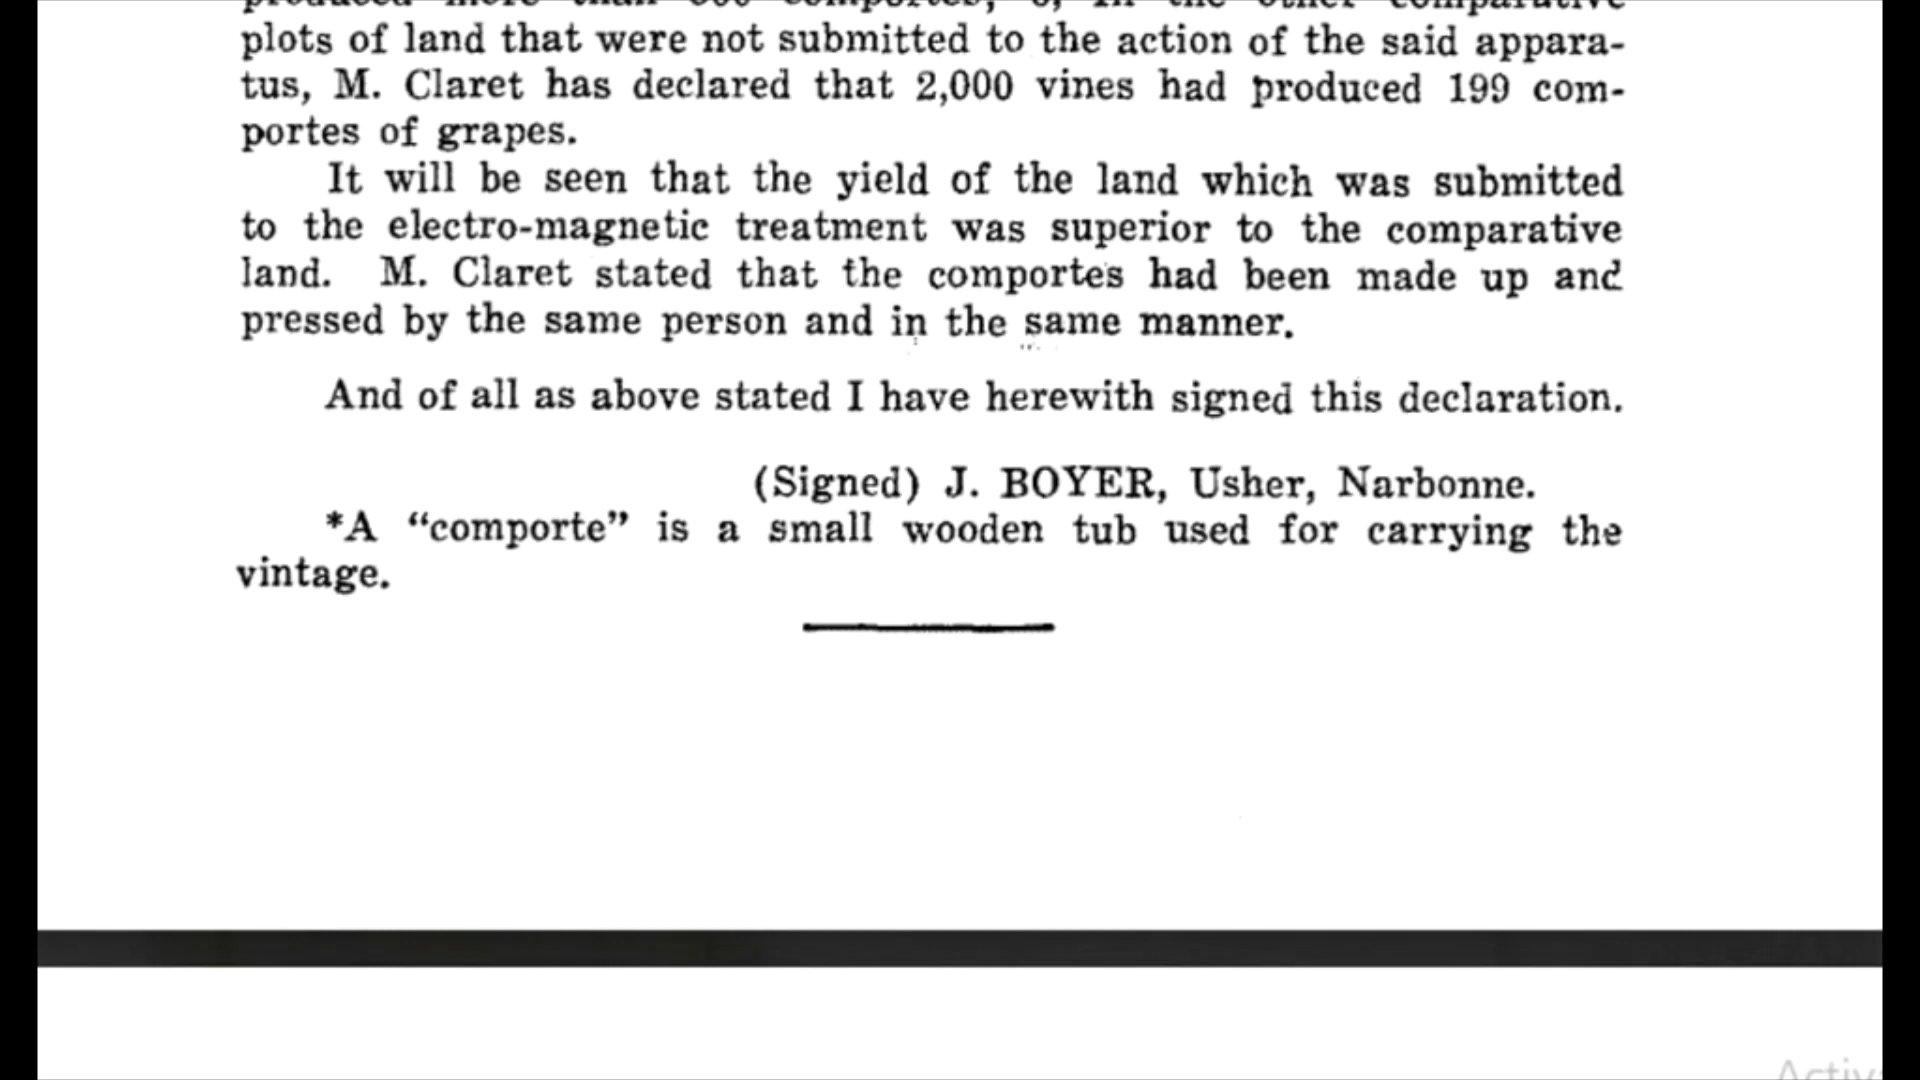 plots of land that were not submitted to the action of the said appara-
tus, M. Claret has declared that 2,000 vines had produced 199 com-
portes of grapes.
It will be seen that the yield of the land which was submitted
to the electro-magnetic treatment was superior to the comparative
land. M. Claret stated that the comportes had been made up and
pressed by the same person and in the same manner.
And of all as above stated I have herewith signed this declaration.
(Signed) J. BOYER, Usher, Narbonne.
*A “comporte” is a small wooden tub used for carrying the
vintage.